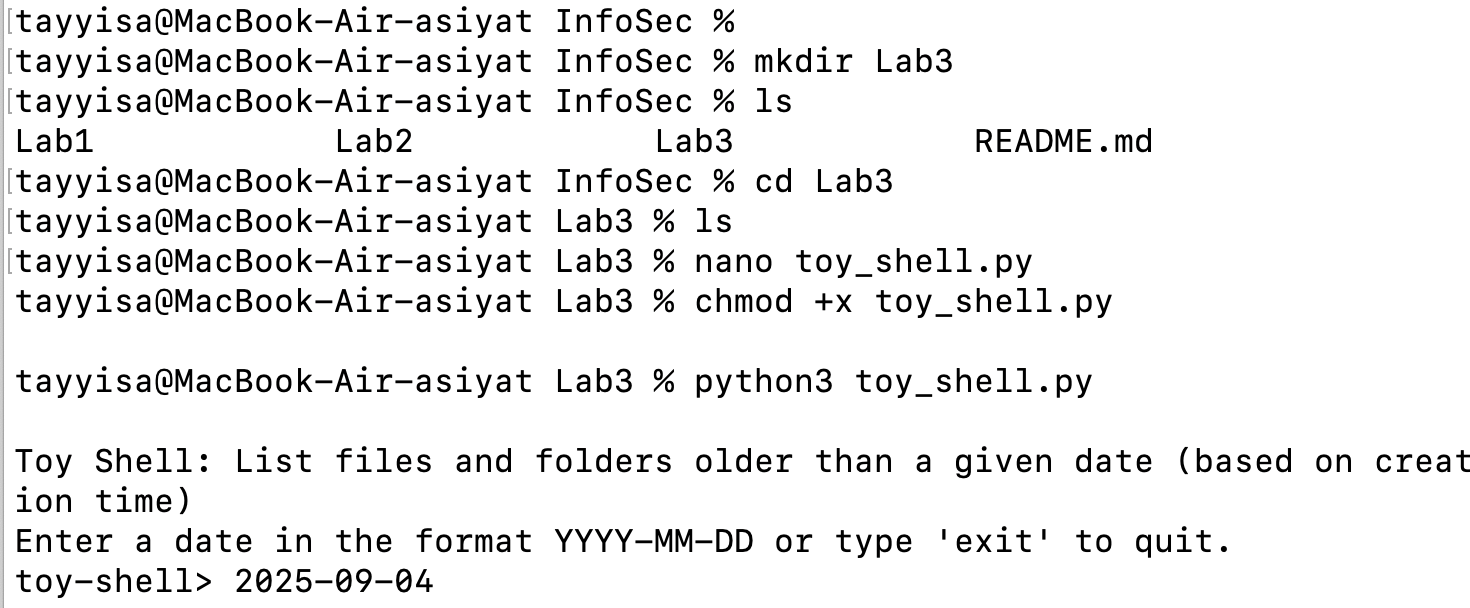 [tayyisa@MacBook-Air-asiyat InfoSec %
[tayyisa@MacBook-Air-asiyat InfoSec % mkdir Lab3
[tayyisa@MacBook-Air-asiyat InfoSec % ls
Lab1 Lab2 Lab3 README.md
[tayyisa@MacBook-Air-asiyat InfoSec % cd Lab3
[tayyisa@MacBook-Air-asiyat Lab3 % ls
[tayyisa@MacBook-Air-asiyat Lab3 % nano toy_shell.py
tayyisa@MacBook-Air-asiyat Lab3 % chmod +x toy_shell.py
tayyisa@MacBook-Air-asiyat Lab3 % python3 toy_shell.py
Toy Shell: List files and folders older than a given date (based on creat
ion time)
Enter a date in the format YYYY-MM-DD or type 'exit' to quit.
toy-shell> 2025-09-04